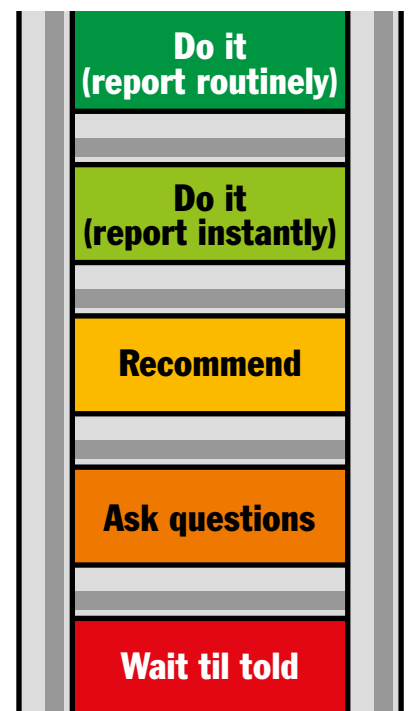 Do it
(report routinely)
Do it
(report instantly)
Recommend
Ask questions
Wait til told